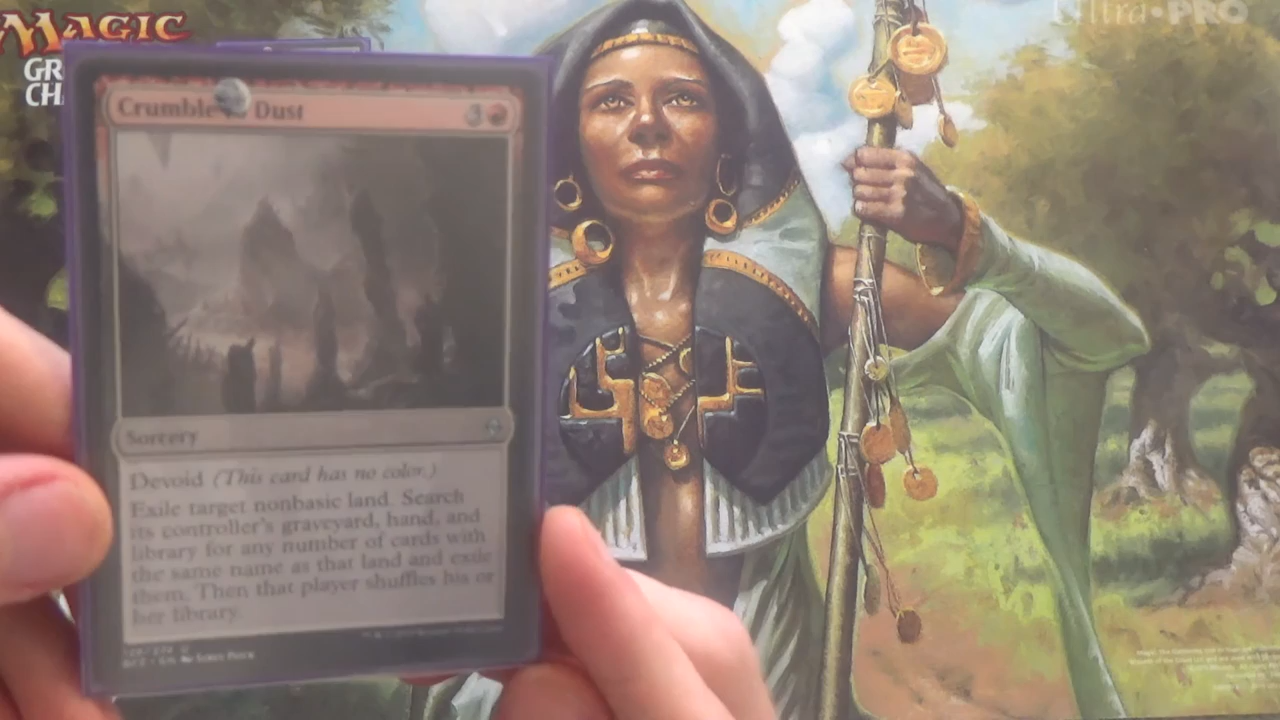 MAGIC
GR
CH
Ultra•PRO
Crumble to Dust
3
Sorcery
Devoid (This card has no color.)
Exile target nonbasic land. Search
its controller's graveyard, hand, and
library for any number of cards with
the same name as that land and exile
them. Then that player shuffles his or
her library.